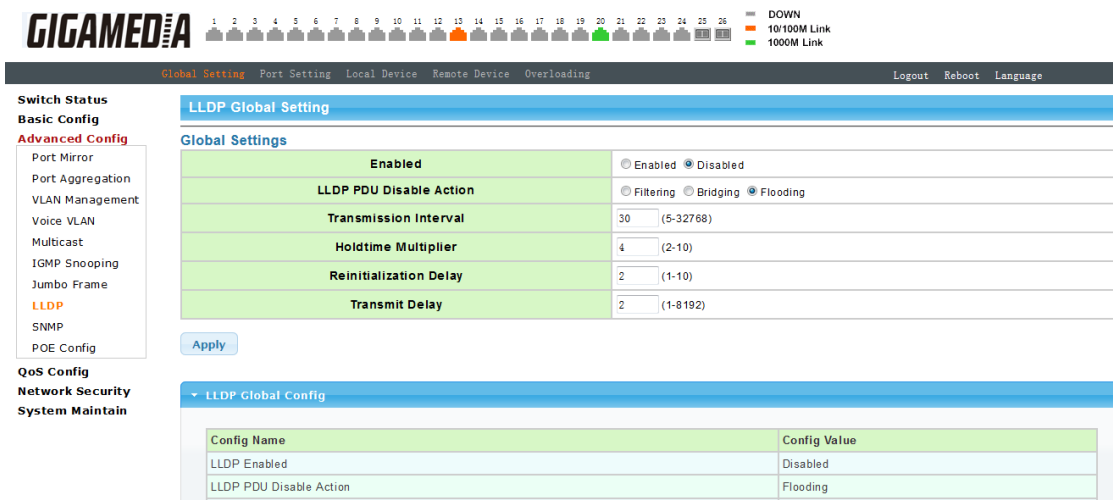 GIGAMEDIA
1 2 3 4 5 6 7 8 9 10 11 12 13 14 15 16 17 18 19 20 21 22 23 24 25 26
DOWN
10/100M Link
1000M Link
Global Setting Port Setting Local Device Remote Device Overloading
Logout Reboot Language
Switch Status
Basic Config
Advanced Config
Port Mirror
Port Aggregation
VLAN Management
Voice VLAN
Multicast
IGMP Snooping
Jumbo Frame
LLDP
SNMP
POE Config
QoS Config
Network Security
System Maintain
LLDP Global Setting
Global Settings
Enabled Enabled Disabled
LLDP PDU Disable Action Filtering Bridging Flooding
Transmission Interval 30 (5-32768)
Holdtime Multiplier 4 (2-10)
Reinitialization Delay 2 (1-10)
Transmit Delay 2 (1-8192)
Apply
LLDP Global Config
Config Name Config Value
LLDP Enabled Disabled
LLDP PDU Disable Action Flooding